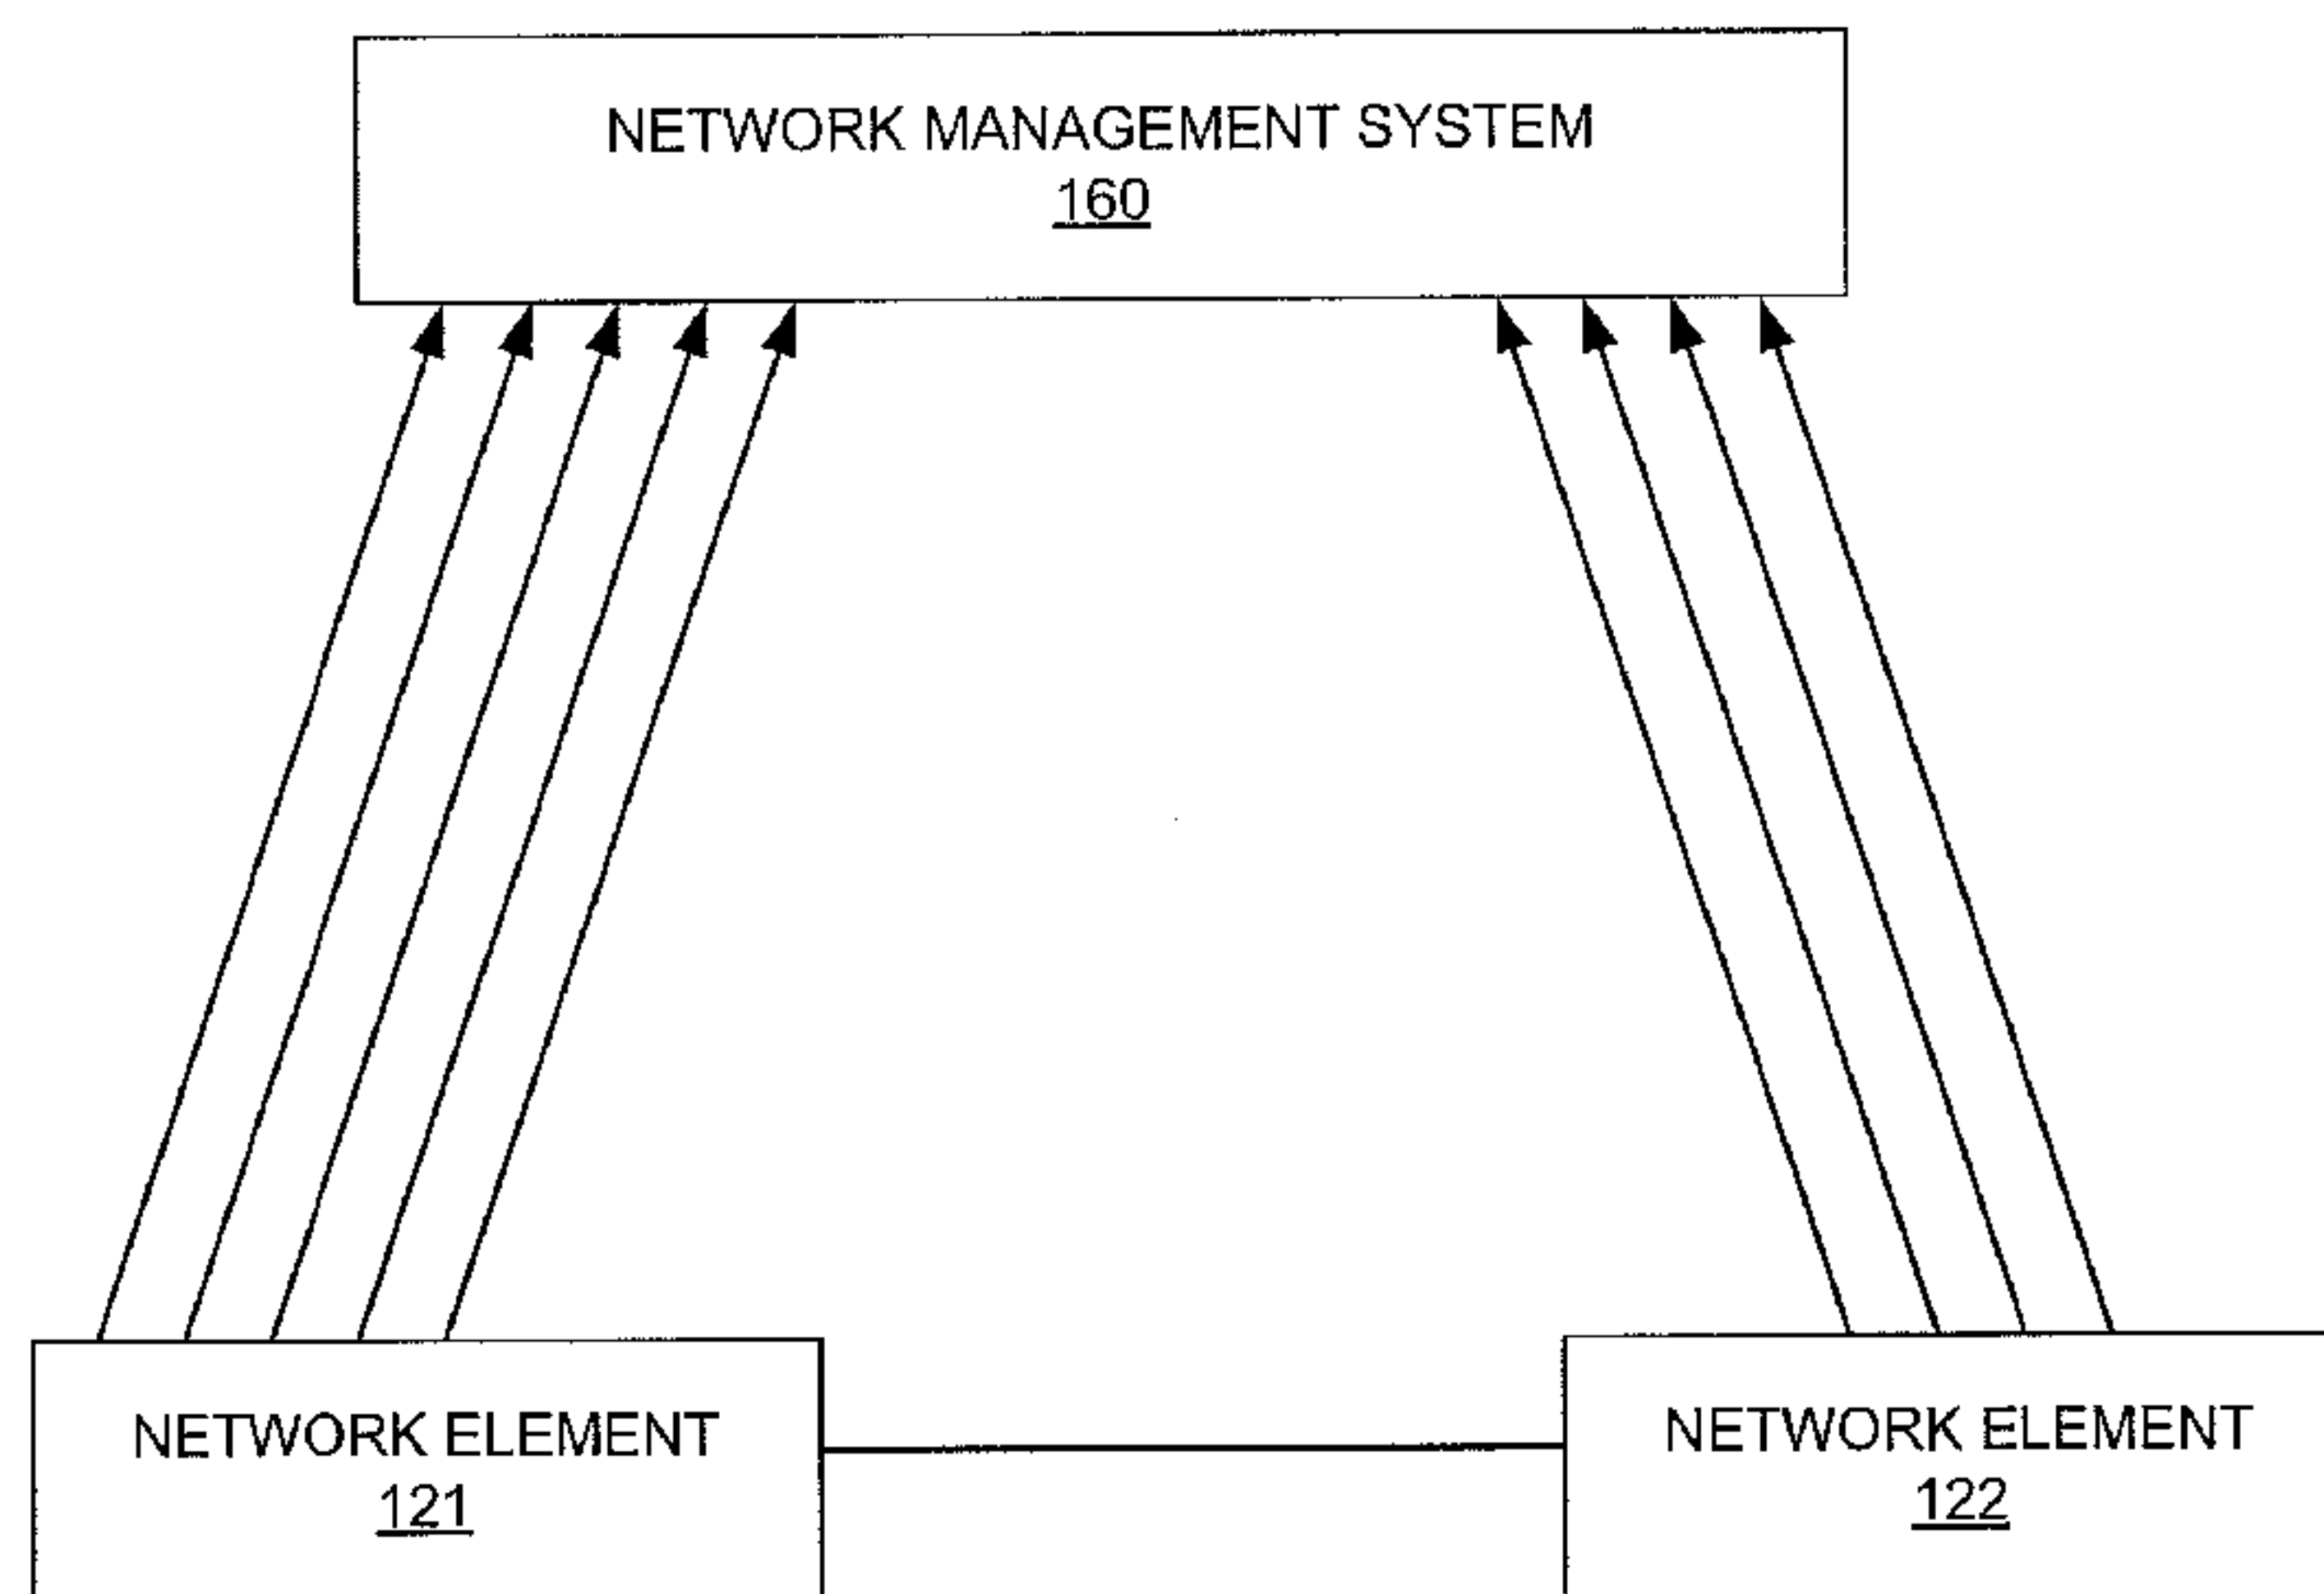 NETWORK MANAGEMENT SYSTEM
160
NETWORK ELEMENT
121
NETWORK ELEMENT
122